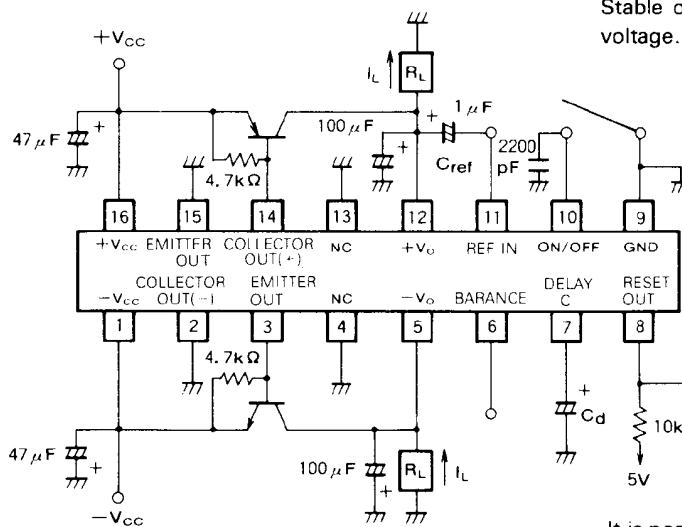 Stable o
voltage.
+Vcc
IL
RL
47μF
+
100μF
+
+
1μF
Cref
2200
pF
4.7kΩ
16
15
14
13
12
11
10
9
+Vcc
EMITTER
OUT
COLLECTOR
OUT(+)
NC
+Vo
REF IN
ON/OFF
GND
-Vcc
COLLECTOR
OUT(-)
EMITTER
OUT
NC
-Vo
BARANCE
DELAY
C
RESET
OUT
1
2
3
4
5
6
7
8
4.7kΩ
47μF
+
100μF
+
RL
IL
+
Cd
10k
5V
-Vcc